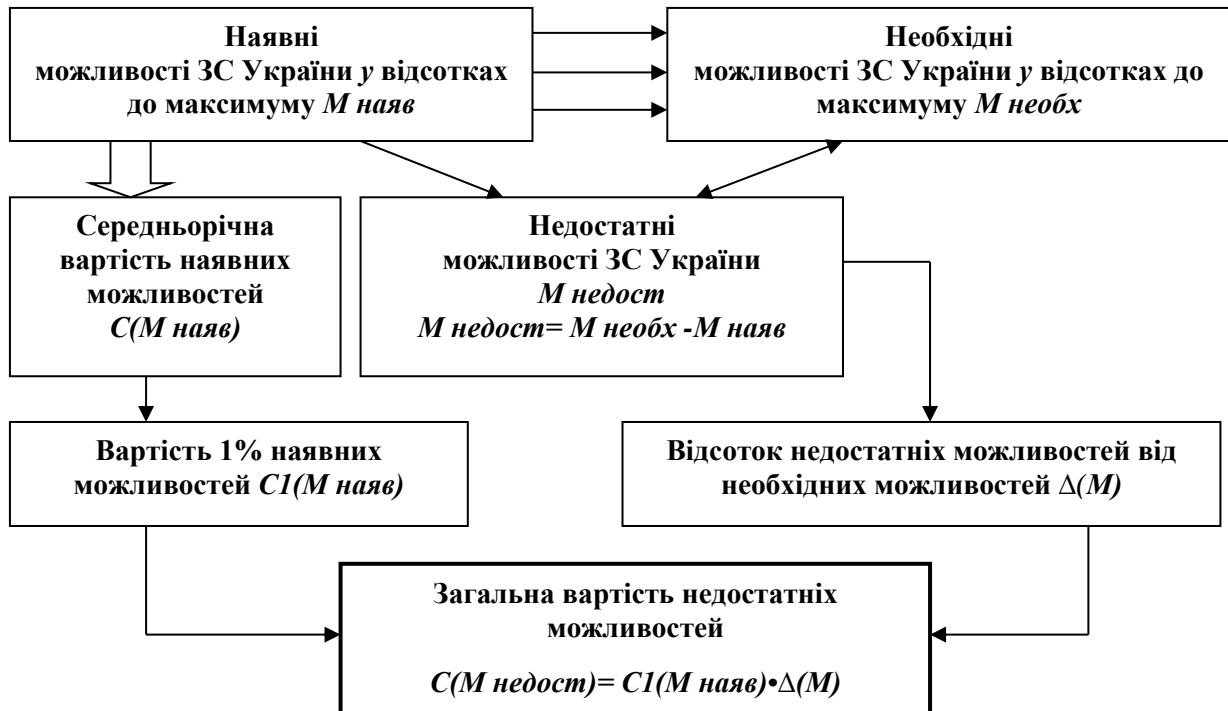 Наявні
можливості ЗС України у відсотках
до максимуму М наяв
Необхідні
можливості ЗС України у відсотках до
максимуму М необх
Середньорічна
вартість наявних
можливостей
С(М наяв)
Недостатні
можливості ЗС України
М недост
М недост= М необх -М наяв
Вартість 1% наявних
можливостей С1(М наяв)
Відсоток недостатніх можливостей від
необхідних можливостей ∆(М)
Загальна вартість недостатніх
можливостей
С(М недост)= С1(М наяв)•∆(М)